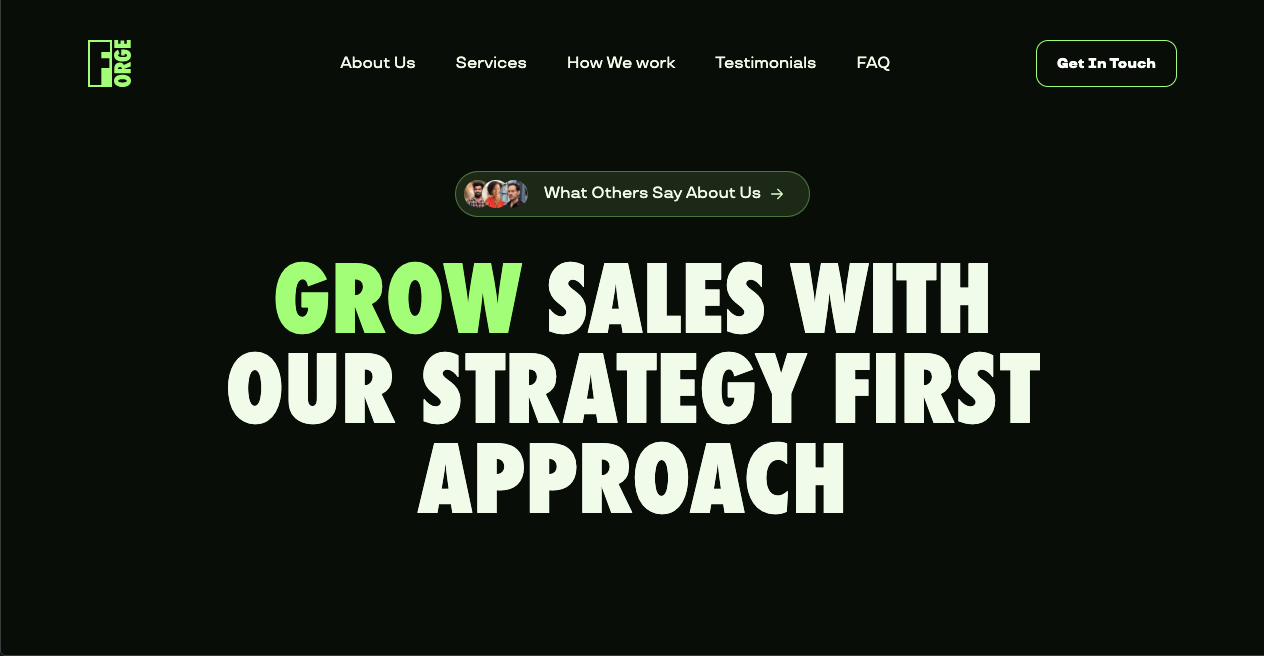 FORGE
About Us
Services
How We work
Testimonials
FAQ
Get In Touch
What Others Say About Us →
GROW SALES WITH
OUR STRATEGY FIRST
APPROACH